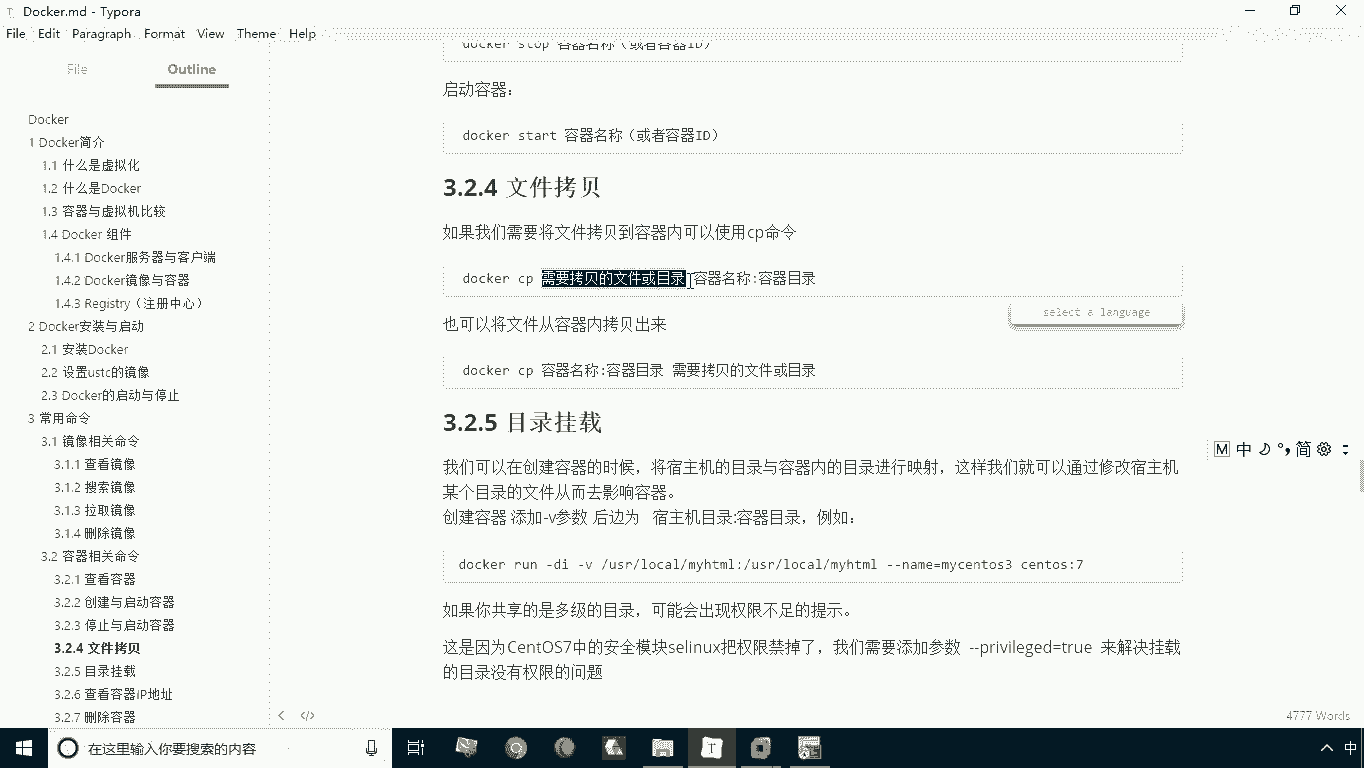 Docker.md - Typora
File Edit Paragraph Format View Theme Help
File
Outline
Docker
1 Docker简介
1.1 什么是虚拟化
1.2 什么是Docker
1.3 容器与虚拟机比较
1.4 Docker 组件
1.4.1 Docker服务器与客户端
1.4.2 Docker镜像与容器
1.4.3 Registry（注册中心）
2 Docker安装与启动
2.1 安装Docker
2.2 设置ustc的镜像
2.3 Docker的启动与停止
3 常用命令
3.1 镜像相关命令
3.1.1 查看镜像
3.1.2 搜索镜像
3.1.3 拉取镜像
3.1.4 删除镜像
3.2 容器相关命令
3.2.1 查看容器
3.2.2 创建与启动容器
3.2.3 停止与启动容器
3.2.4 文件拷贝
3.2.5 目录挂载
3.2.6 查看容器IP地址
3.2.7 删除容器
docker stop 容器名称（或者容器ID）
启动容器：
docker start 容器名称（或者容器ID）
3.2.4 文件拷贝
如果我们需要将文件拷贝到容器内可以使用cp命令
docker cp 需要拷贝的文件或目录 容器名称:容器目录
select a language
也可以将文件从容器内拷贝出来
docker cp 容器名称:容器目录 需要拷贝的文件或目录
3.2.5 目录挂载
我们可以在创建容器的时候，将宿主机的目录与容器内的目录进行映射，这样我们就可以通过修改宿主机
某个目录的文件从而去影响容器。
创建容器 添加-v参数 后边为 宿主机目录:容器目录，例如：
docker run -di -v /usr/local/myhtml:/usr/local/myhtml --name=mycentos3 centos:7
如果你共享的是多级的目录，可能会出现权限不足的提示。
这是因为CentOS7中的安全模块selinux把权限禁掉了，我们需要添加参数 --privileged=true 来解决挂载
的目录没有权限的问题
M 中 简
4777 Words
在这里输入你要搜索的内容
中